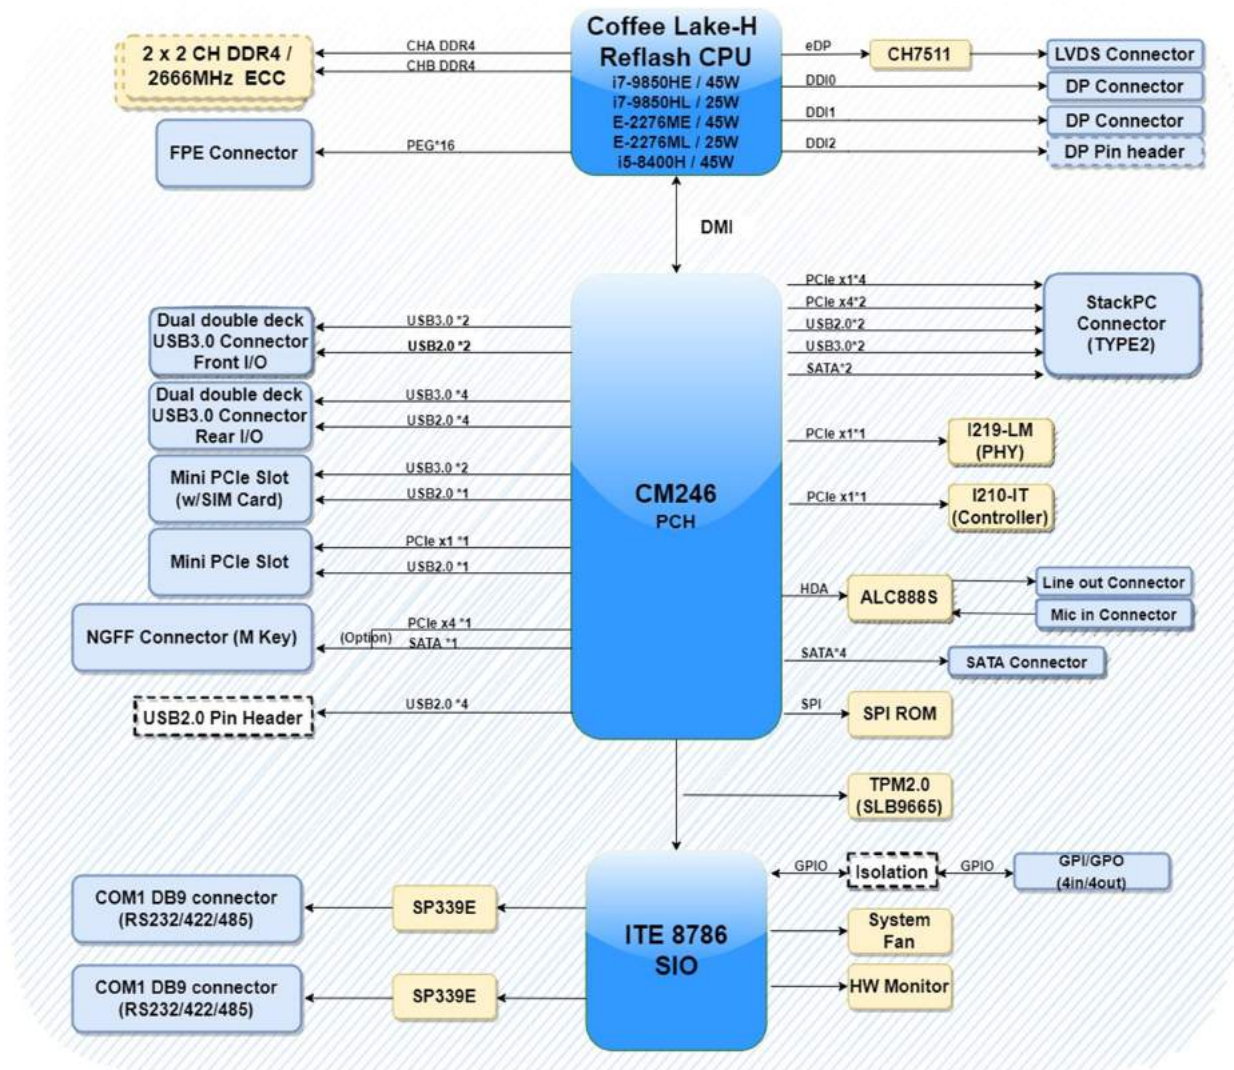 Coffee Lake-H
Reflash CPU
i7-9850HE / 45W
i7-9850HL / 25W
E-2276ME / 45W
E-2276ML / 25W
i5-8400H / 45W
2 x 2 CH DDR4 /
2666MHz ECC
CHA DDR4
CHB DDR4
FPE Connector
PEG*16
eDP
CH7511
LVDS Connector
DDI0
DP Connector
DDI1
DP Connector
DDI2
DP Pin header
DMI
CM246
PCH
Dual double deck
USB3.0 Connector
Front I/O
USB3.0 *2
USB2.0 *2
Dual double deck
USB3.0 Connector
Rear I/O
USB3.0 *4
USB2.0 *4
Mini PCIe Slot
(w/SIM Card)
USB3.0 *2
USB2.0 *1
Mini PCIe Slot
PCIe x1 *1
USB2.0 *1
NGFF Connector (M Key)
(Option)
PCIe x4 *1
SATA *1
USB2.0 Pin Header
USB2.0 *4
PCIe x1*4
PCIe x4*2
USB2.0*2
USB3.0*2
SATA*2
StackPC
Connector
(TYPE2)
PCIe x1*1
I219-LM
(PHY)
PCIe x1*1
I210-IT
(Controller)
HDA
ALC888S
Line out Connector
Mic in Connector
SATA*4
SATA Connector
SPI
SPI ROM
TPM2.0
(SLB9665)
ITE 8786
SIO
GPIO
Isolation
GPIO
GPI/GPO
(4in/4out)
System
Fan
HW Monitor
COM1 DB9 connector
(RS232/422/485)
SP339E
COM1 DB9 connector
(RS232/422/485)
SP339E